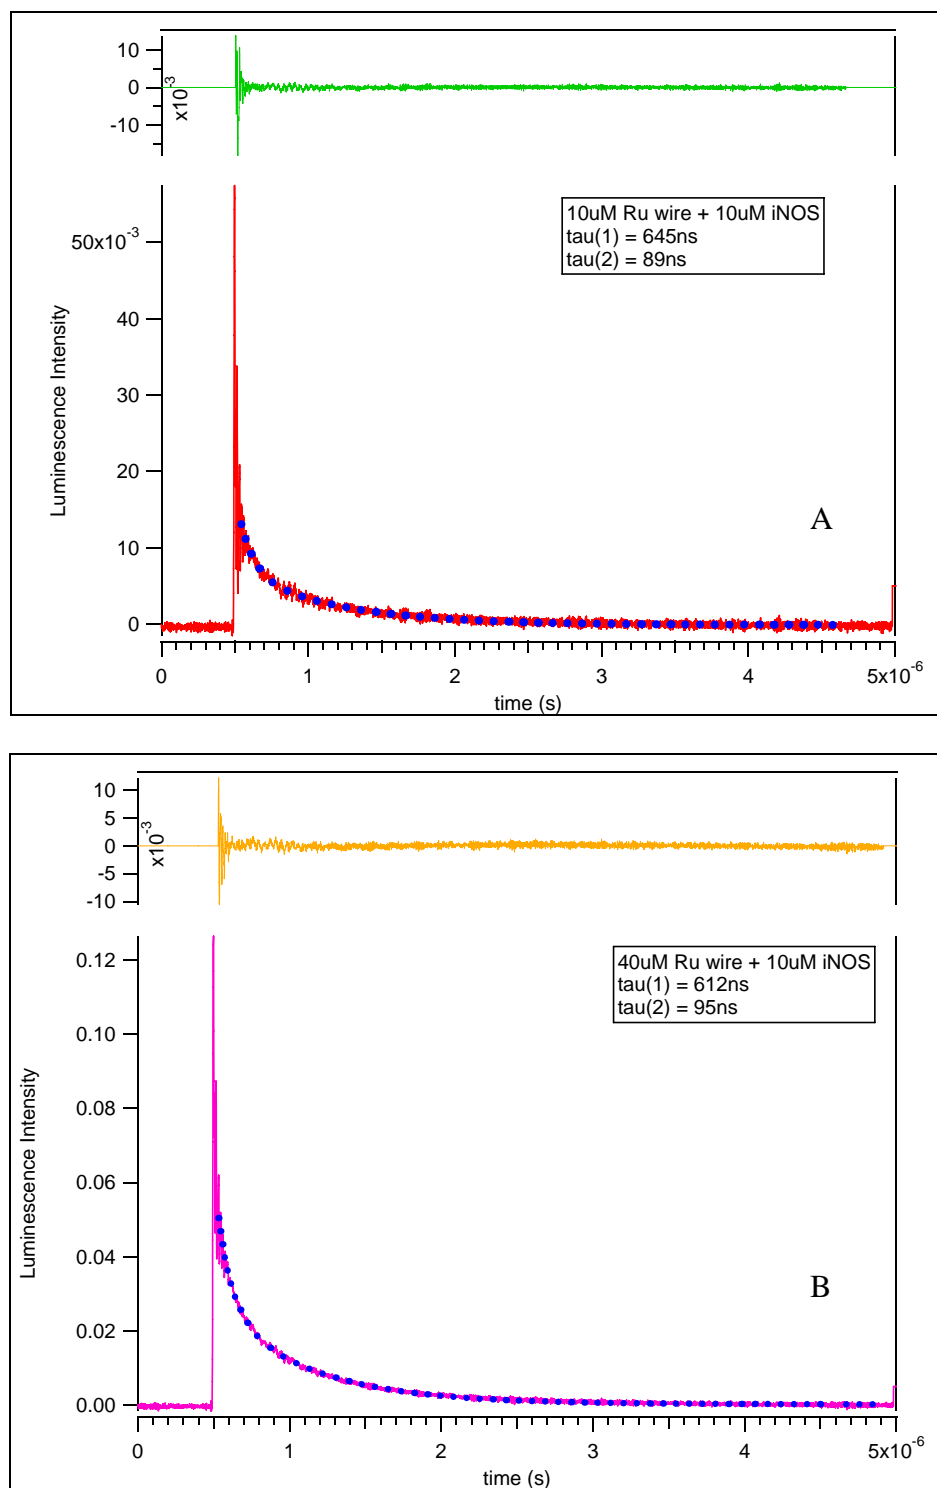 10
0
-10
x10-3
10uM Ru wire + 10uM iNOS
tau(1) = 645ns
tau(2) = 89ns
50x10-3
40
30
20
10
0
Luminescence Intensity
A
0
1
2
3
4
5x10-6
time (s)
10
5
0
-5
-10
x10-3
40uM Ru wire + 10uM iNOS
tau(1) = 612ns
tau(2) = 95ns
0.12
0.10
0.08
0.06
0.04
0.02
0.00
Luminescence Intensity
B
0
1
2
3
4
5x10-6
time (s)